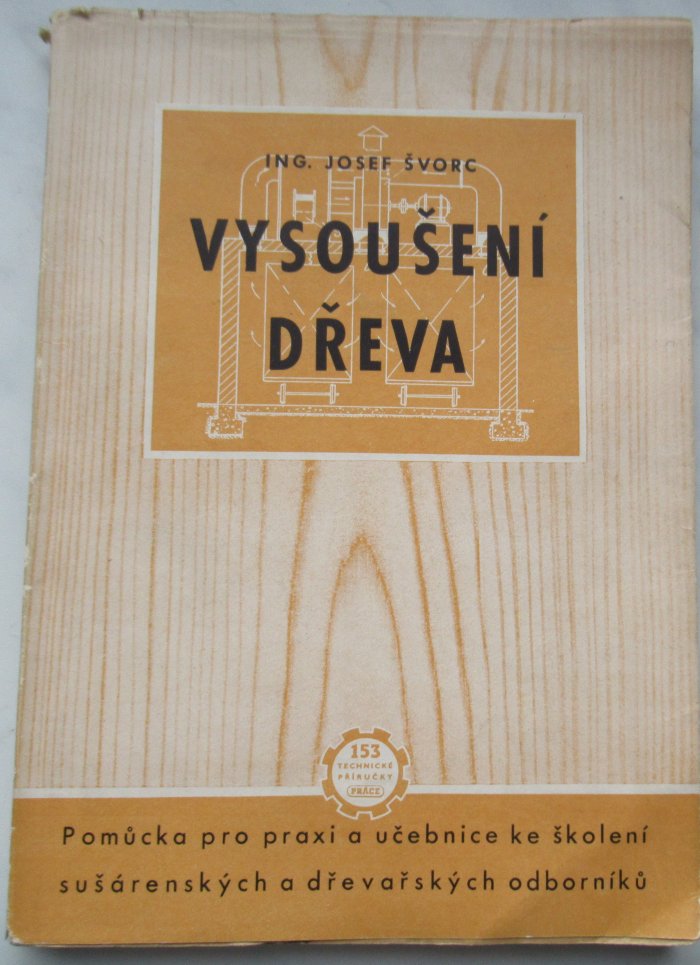 ING. JOSEF ŠVORC
VYSOUŠENÍ
DŘEVA
153
TECHNICKÉ
PŘÍRUČKY
PRÁCE
Pomůcka pro praxi a učebnice ke školení
sušárenských a dřevařských odborníků